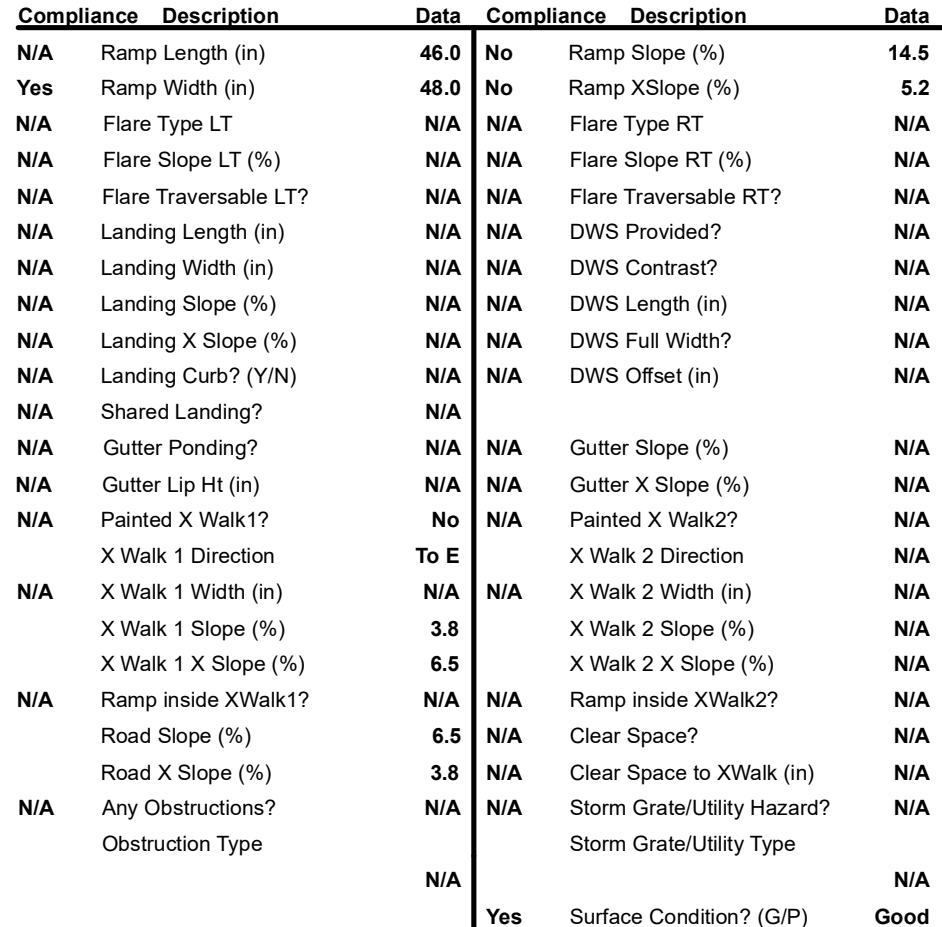 Compliance Description Data Compliance Description Data
N/A Ramp Length (in) 46.0 No Ramp Slope (%) 14.5
Yes Ramp Width (in) 48.0 No Ramp XSlope (%) 5.2
N/A Flare Type LT N/A N/A Flare Type RT N/A
N/A Flare Slope LT (%) N/A N/A Flare Slope RT (%) N/A
N/A Flare Traversable LT? N/A N/A Flare Traversable RT? N/A
N/A Landing Length (in) N/A N/A DWS Provided? N/A
N/A Landing Width (in) N/A N/A DWS Contrast? N/A
N/A Landing Slope (%) N/A N/A DWS Length (in) N/A
N/A Landing X Slope (%) N/A N/A DWS Full Width? N/A
N/A Landing Curb? (Y/N) N/A N/A DWS Offset (in) N/A
N/A Shared Landing? N/A
N/A Gutter Ponding? N/A N/A Gutter Slope (%) N/A
N/A Gutter Lip Ht (in) N/A N/A Gutter X Slope (%) N/A
N/A Painted X Walk1? No N/A Painted X Walk2? N/A
X Walk 1 Direction To E X Walk 2 Direction N/A
N/A X Walk 1 Width (in) N/A N/A X Walk 2 Width (in) N/A
X Walk 1 Slope (%) 3.8 X Walk 2 Slope (%) N/A
X Walk 1 X Slope (%) 6.5 X Walk 2 X Slope (%) N/A
N/A Ramp inside XWalk1? N/A N/A Ramp inside XWalk2? N/A
Road Slope (%) 6.5 N/A Clear Space? N/A
Road X Slope (%) 3.8 N/A Clear Space to XWalk (in) N/A
N/A Any Obstructions? N/A N/A Storm Grate/Utility Hazard? N/A
Obstruction Type Storm Grate/Utility Type
N/A N/A
Yes Surface Condition? (G/P) Good